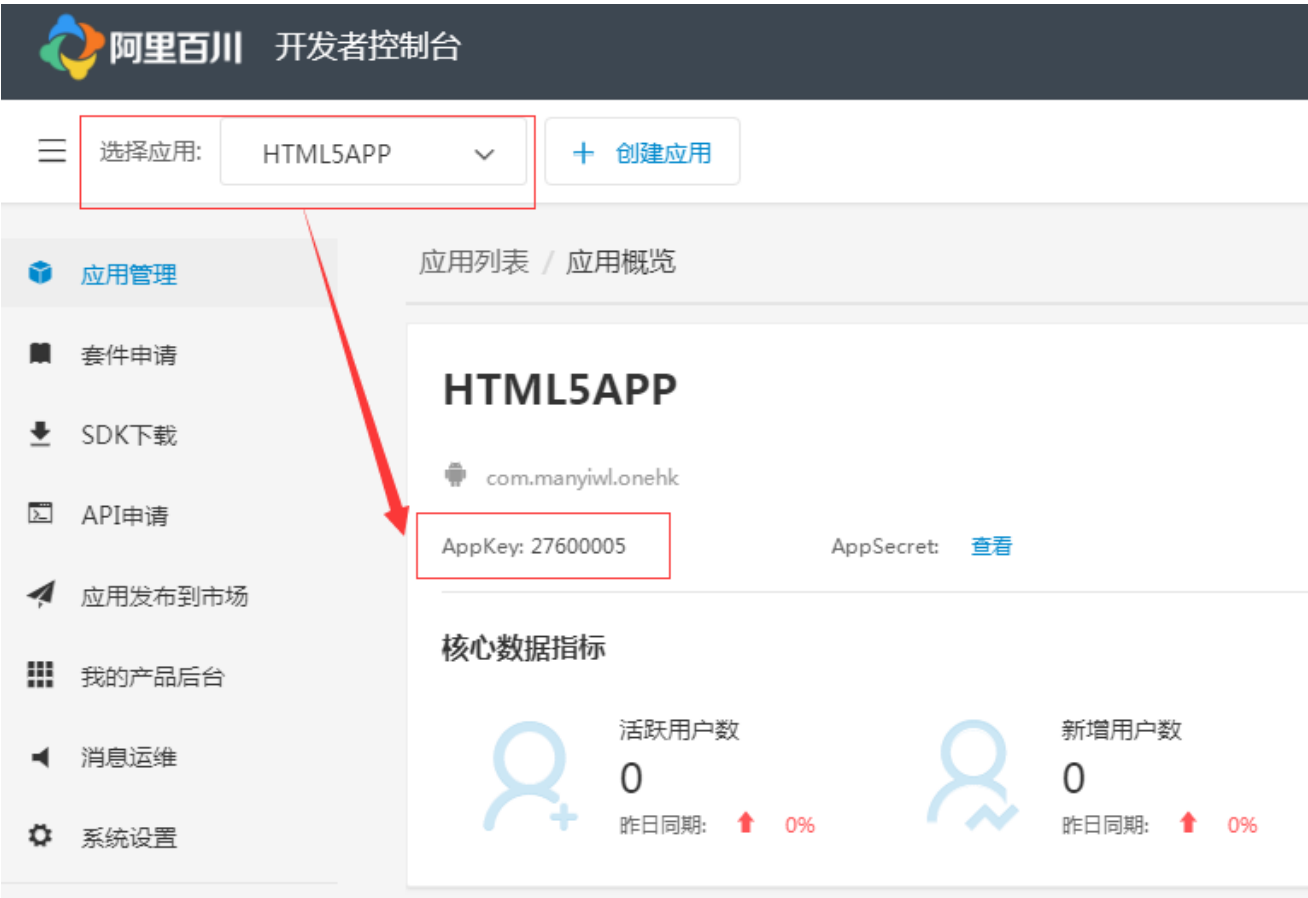 阿里百川 开发者控制台
选择应用: HTML5APP + 创建应用
应用管理
套件申请
SDK下载
API申请
应用发布到市场
我的产品后台
消息运维
系统设置
应用列表 / 应用概览
HTML5APP
com.manyiwl.onehk
AppKey: 27600005 AppSecret: 查看
核心数据指标
活跃用户数
0
昨日同期: 0%
新增用户数
0
昨日同期: 0%